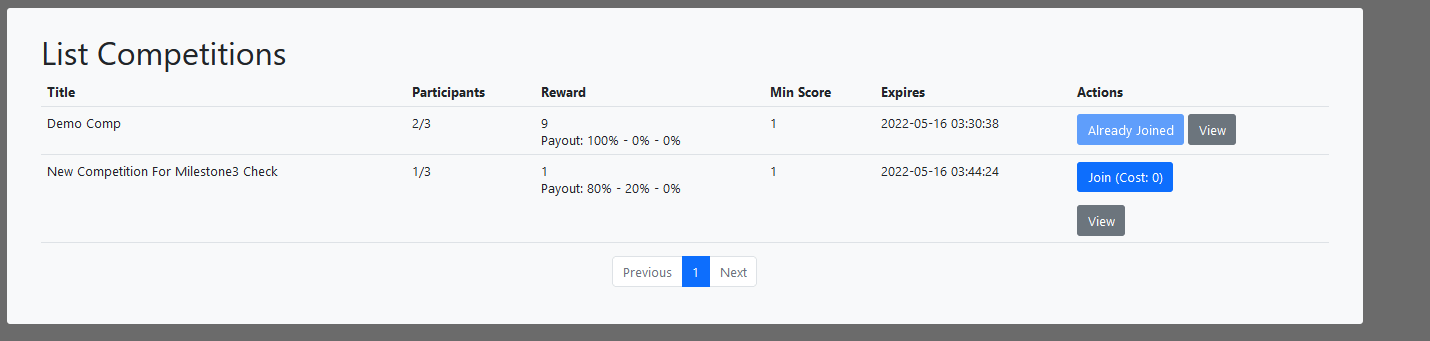 List Competitions
Title Participants Reward Min Score Expires Actions
Demo Comp 2/3 9 1 2022-05-16 03:30:38 Already Joined View
Payout: 100% - 0% - 0%
New Competition For Milestone3 Check 1/3 1 1 2022-05-16 03:44:24 Join (Cost: 0)
Payout: 80% - 20% - 0%
View
Previous 1 Next